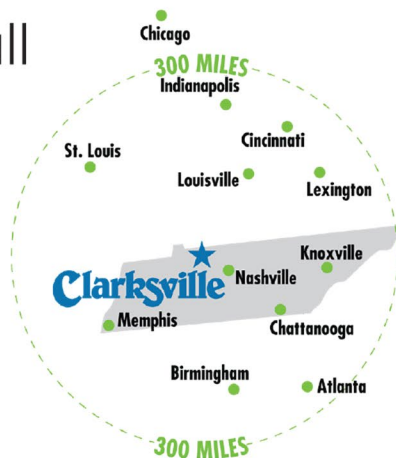 Chicago
300 MILES
Indianapolis
Cincinnati
St. Louis
Louisville
Lexington
Knoxville
Nashville
Clarksville
Memphis
Chattanooga
Birmingham
Atlanta
300 MILES